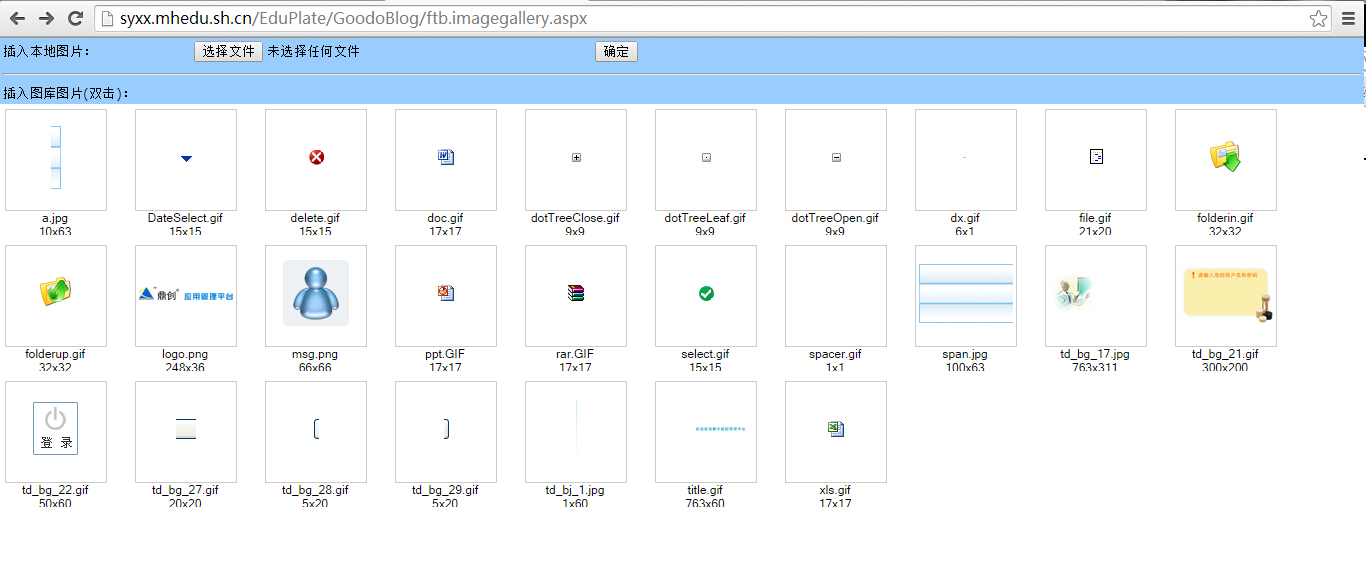 syxx.mhedu.sh.cn/EduPlate/GoodoBlog/ftb.imagegallery.aspx
插入本地图片： 选择文件 未选择任何文件 确定
插入图库图片(双击)：
a.jpg DateSelect.gif delete.gif doc.gif dotTreeClose.gif dotTreeLeaf.gif dotTreeOpen.gif dx.gif file.gif folderin.gif
10x63 15x15 15x15 17x17 9x9 9x9 9x9 6x1 21x20 32x32
鼎创 应用管理平台 请输入您的用户名和密码
folderup.gif logo.png msg.png ppt.GIF rar.GIF select.gif spacer.gif span.jpg td_bg_17.jpg td_bg_21.gif
32x32 248x36 66x66 17x17 17x17 15x15 1x1 100x63 763x311 300x200
登 录
td_bg_22.gif td_bg_27.gif td_bg_28.gif td_bg_29.gif td_bj_1.jpg title.gif xls.gif
50x60 20x20 5x20 5x20 1x60 763x60 17x17